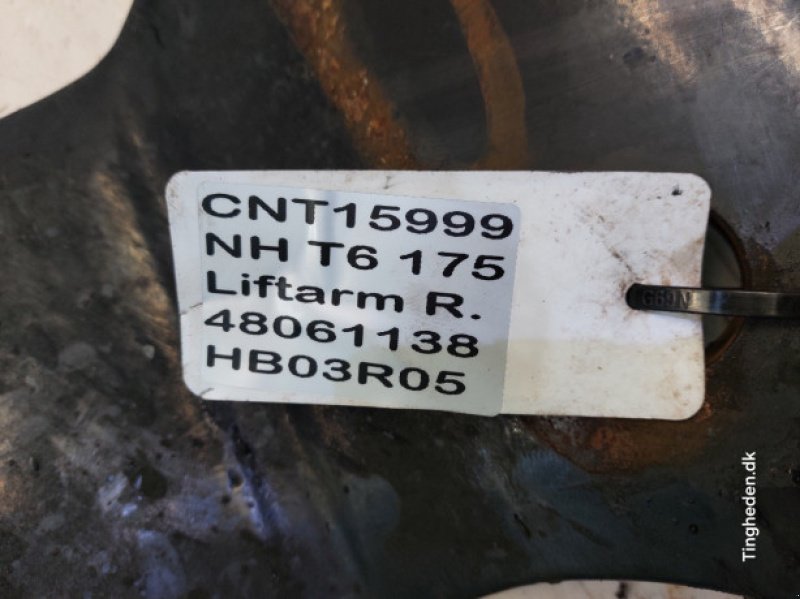 CNT15999
NH T6 175
Liftarm R.
48061138
HB03R05
Tingheden.dk